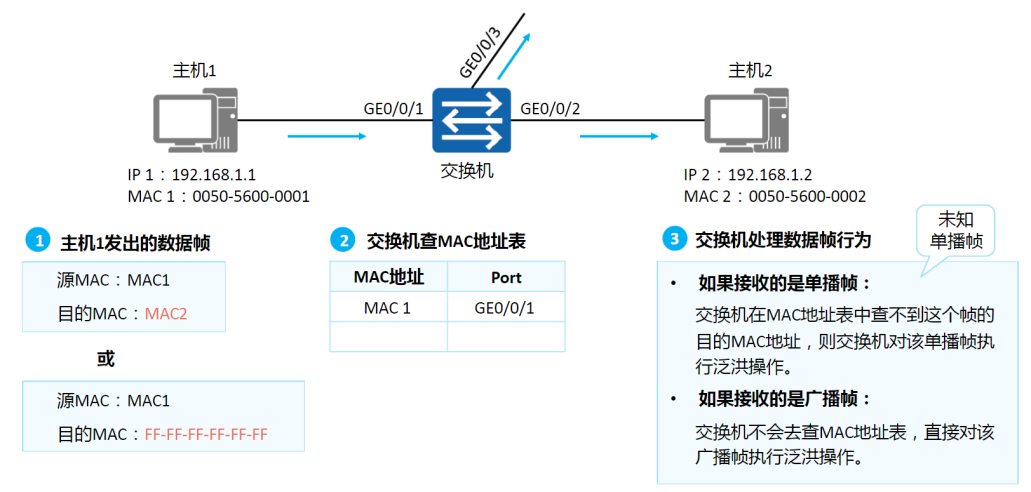 GE0/0/3
主机1
主机2
GE0/0/1
GE0/0/2
交换机
IP 1：192.168.1.1
MAC 1：0050-5600-0001
IP 2：192.168.1.2
MAC 2：0050-5600-0002
1 主机1发出的数据帧
源MAC：MAC1
目的MAC：MAC2
或
源MAC：MAC1
目的MAC：FF-FF-FF-FF-FF-FF
2 交换机查MAC地址表
MAC地址 Port
MAC 1 GE0/0/1
3 交换机处理数据帧行为
未知
单播帧
• 如果接收的是单播帧：
交换机在MAC地址表中查不到这个帧的
目的MAC地址，则交换机对该单播帧执
行泛洪操作。
• 如果接收的是广播帧：
交换机不会去查MAC地址表，直接对该
广播帧执行泛洪操作。